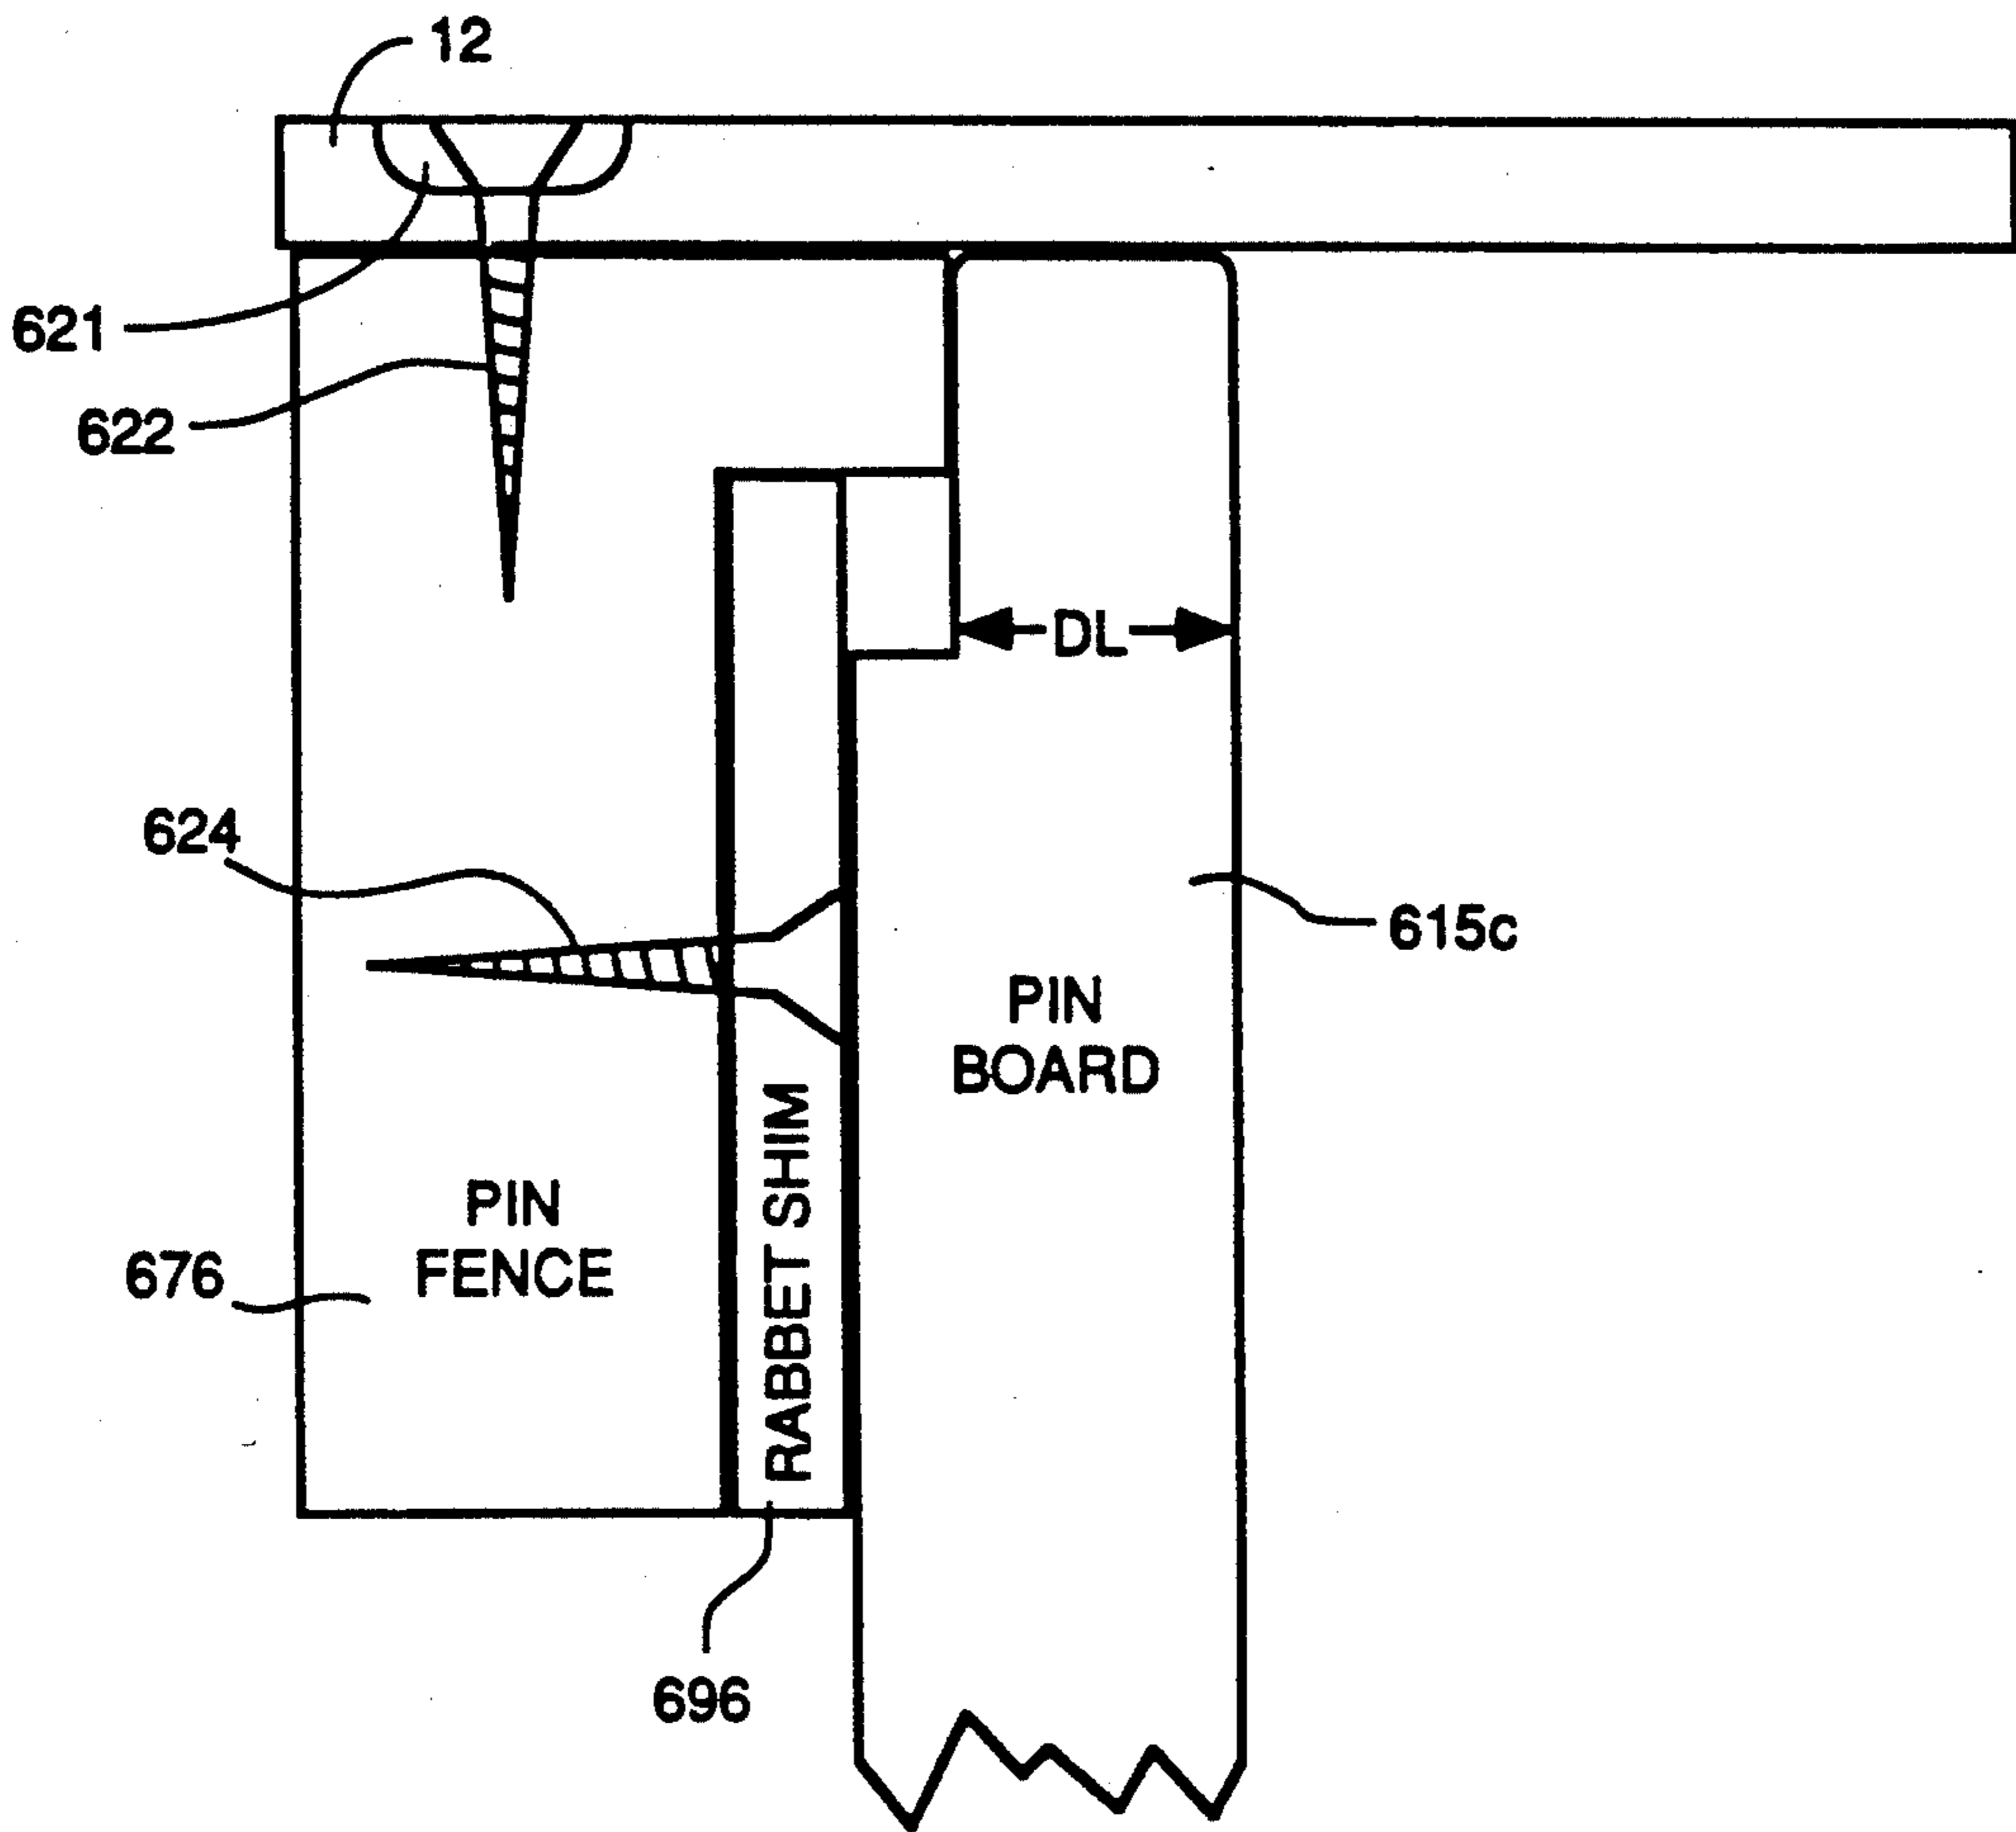 12
621
622
DL
624
615c
PIN
BOARD
PIN
FENCE
RABBET SHIM
676
696